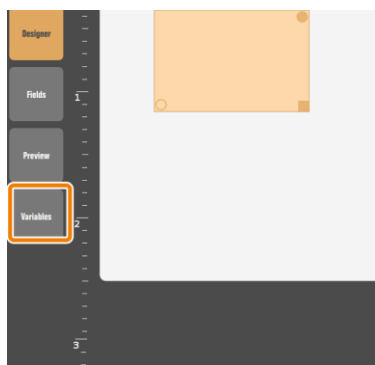 Designer
Fields
1
Preview
Variables
2
3